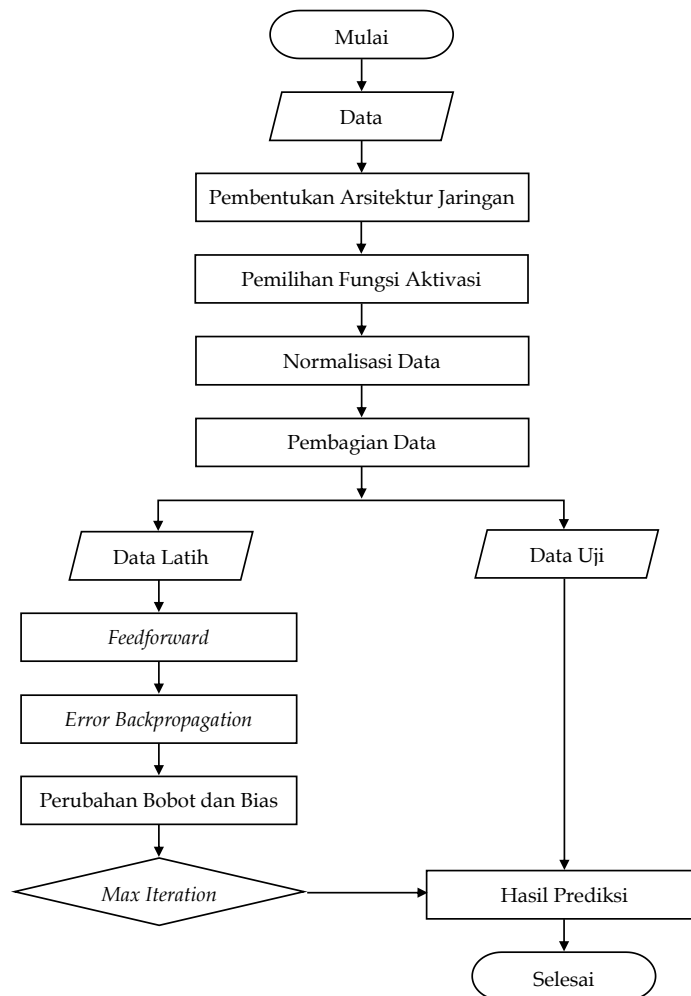 Mulai
Data
Pembentukan Arsitektur Jaringan
Pemilihan Fungsi Aktivasi
Normalisasi Data
Pembagian Data
Data Latih
Data Uji
Feedforward
Error Backpropagation
Perubahan Bobot dan Bias
Max Iteration
Hasil Prediksi
Selesai